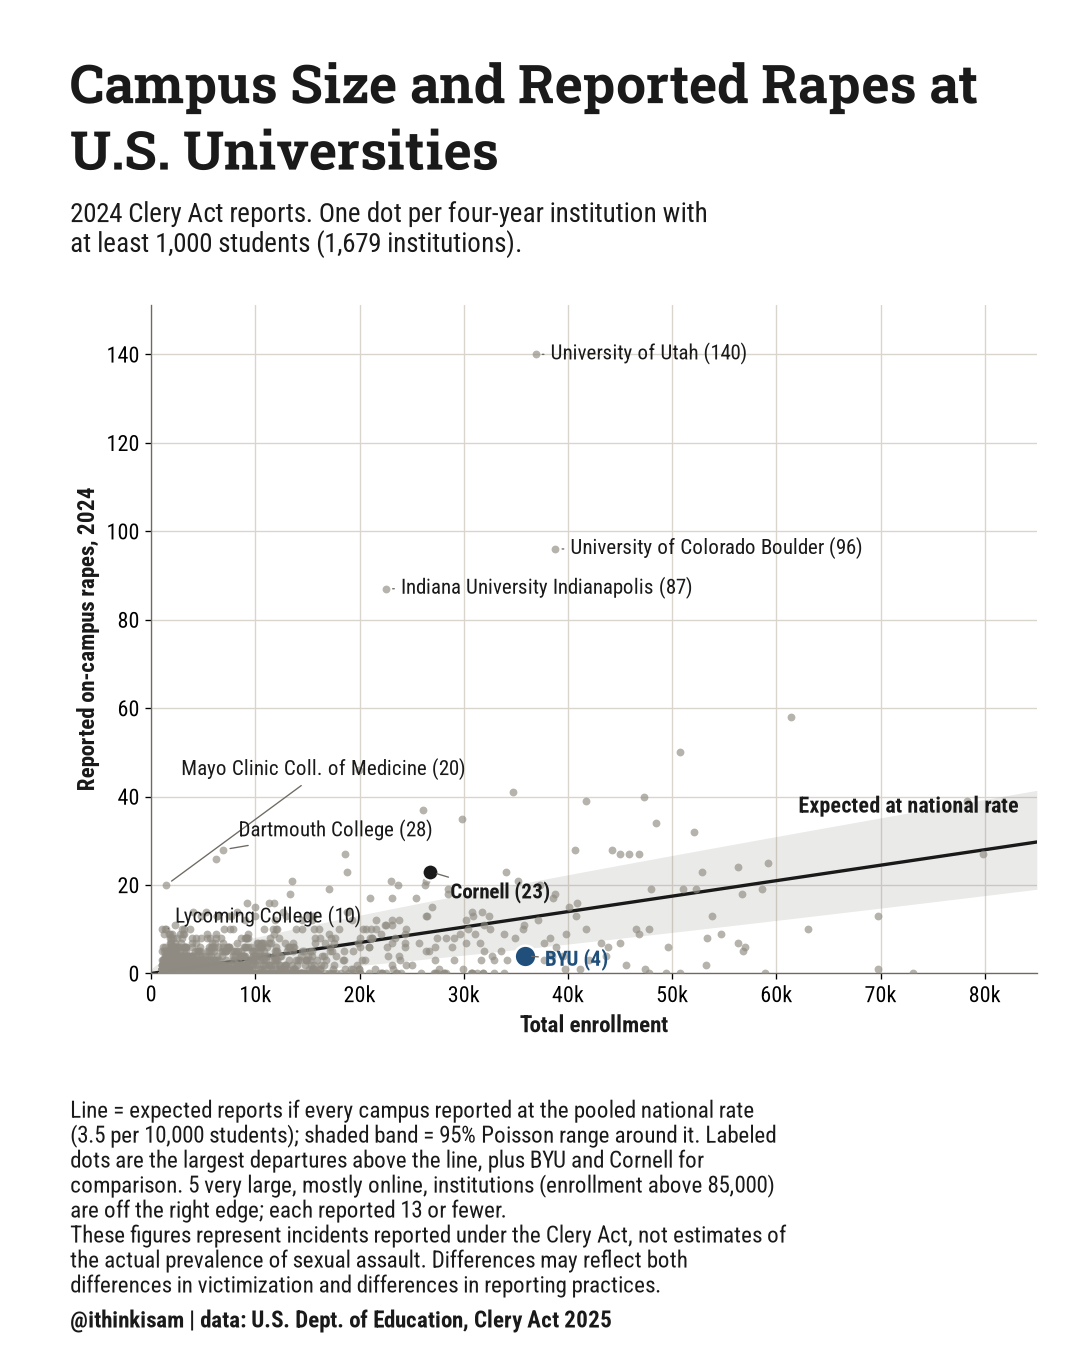 Campus Size and Reported Rapes at
U.S. Universities
2024 Clery Act reports. One dot per four-year institution with
at least 1,000 students (1,679 institutions).
Reported on-campus rapes, 2024
140
120
100
80
60
40
20
0
University of Utah (140)
University of Colorado Boulder (96)
Indiana University Indianapolis (87)
Mayo Clinic Coll. of Medicine (20)
Expected at national rate
Dartmouth College (28)
Cornell (23)
Lycoming College (10)
BYU (4)
0 10k 20k 30k 40k 50k 60k 70k 80k
Total enrollment
Line = expected reports if every campus reported at the pooled national rate
(3.5 per 10,000 students); shaded band = 95% Poisson range around it. Labeled
dots are the largest departures above the line, plus BYU and Cornell for
comparison. 5 very large, mostly online, institutions (enrollment above 85,000)
are off the right edge; each reported 13 or fewer.
These figures represent incidents reported under the Clery Act, not estimates of
the actual prevalence of sexual assault. Differences may reflect both
differences in victimization and differences in reporting practices.
@ithinkisam | data: U.S. Dept. of Education, Clery Act 2025